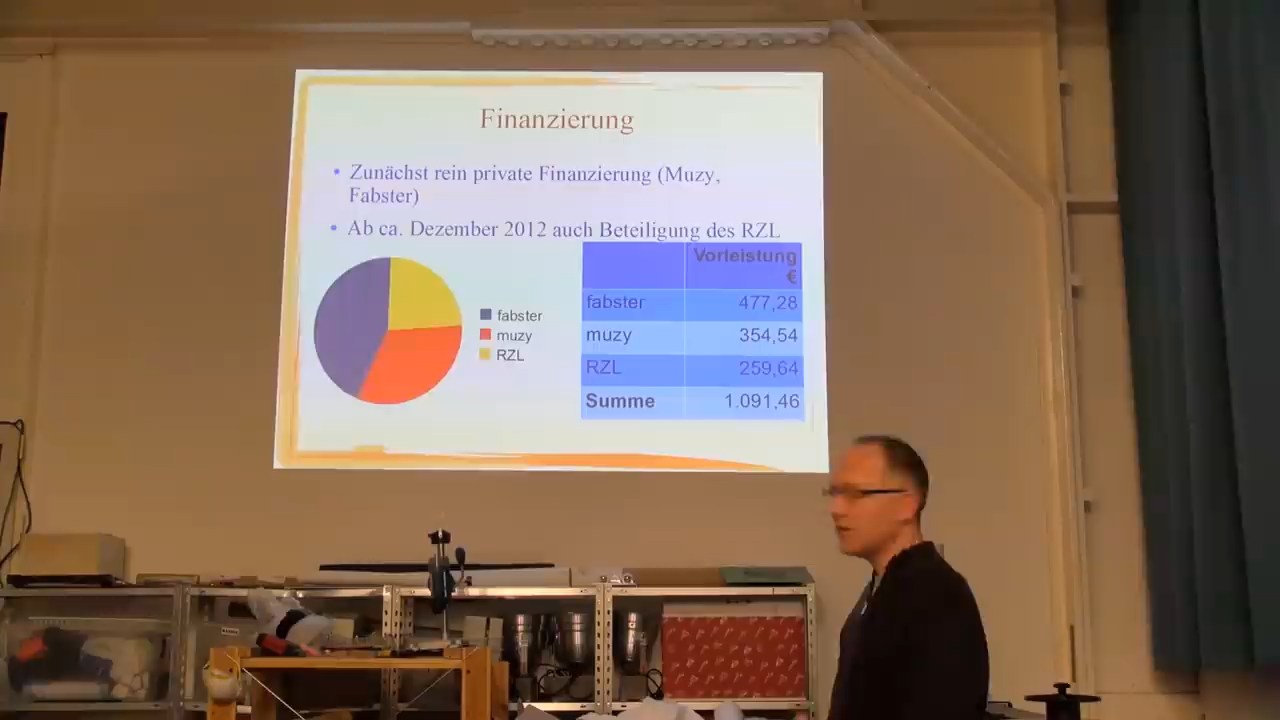 Finanzierung
• Zunächst rein private Finanzierung (Muzy,
Fabster)
• Ab ca. Dezember 2012 auch Beteiligung des RZL
fabster
muzy
RZL
Vorleistung
€
fabster 477,28
muzy 354,54
RZL 259,64
Summe 1.091,46